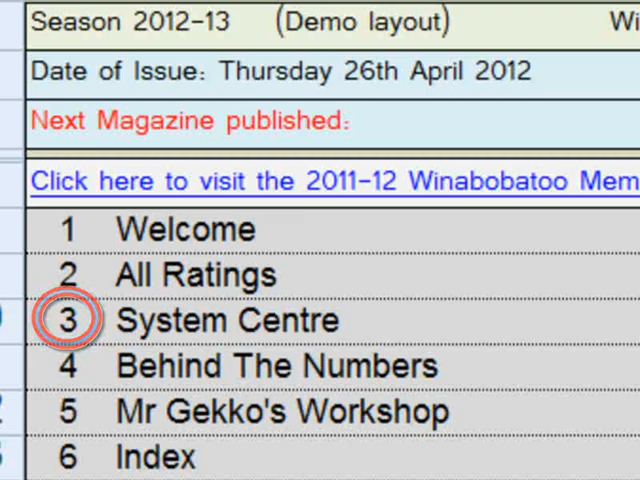 Season 2012-13 (Demo layout)
Date of Issue: Thursday 26th April 2012
Next Magazine published:
Click here to visit the 2011-12 Winabobatoo Mem
1 Welcome
2 All Ratings
3 System Centre
4 Behind The Numbers
5 Mr Gekko's Workshop
6 Index